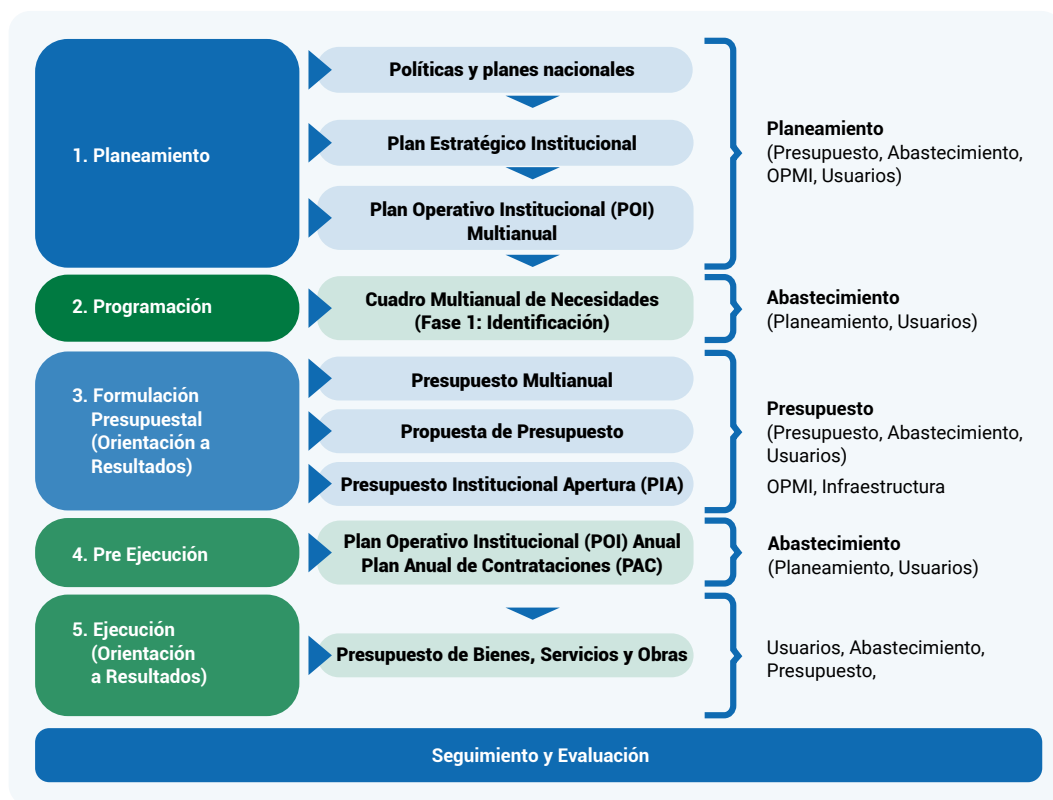 1. Planeamiento
Políticas y planes nacionales
Plan Estratégico Institucional
Plan Operativo Institucional (POI)
Multianual
Planeamiento
(Presupuesto, Abastecimiento,
OPMI, Usuarios)
2. Programación
Cuadro Multianual de Necesidades
(Fase 1: Identificación)
Abastecimiento
(Planeamiento, Usuarios)
3. Formulación
Presupuestal
(Orientación a
Resultados)
Presupuesto Multianual
Propuesta de Presupuesto
Presupuesto Institucional Apertura (PIA)
Presupuesto
(Presupuesto, Abastecimiento,
Usuarios)
OPMI, Infraestructura
4. Pre Ejecución
Plan Operativo Institucional (POI) Anual
Plan Anual de Contrataciones (PAC)
Abastecimiento
(Planeamiento, Usuarios)
5. Ejecución
(Orientación
a Resultados)
Presupuesto de Bienes, Servicios y Obras
Usuarios, Abastecimiento,
Presupuesto,
Seguimiento y Evaluación